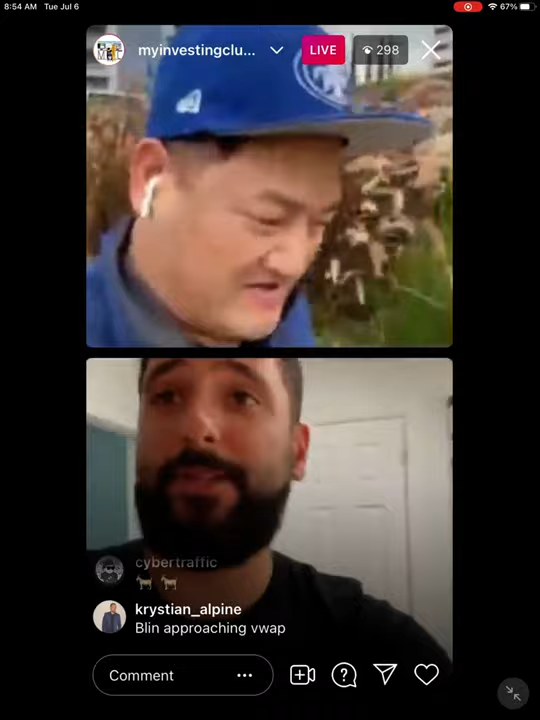 8:54 AM Tue Jul 6
67%
myinvestingclu...
LIVE
298
cybertraffic
krystian_alpine
Blin approaching vwap
Comment